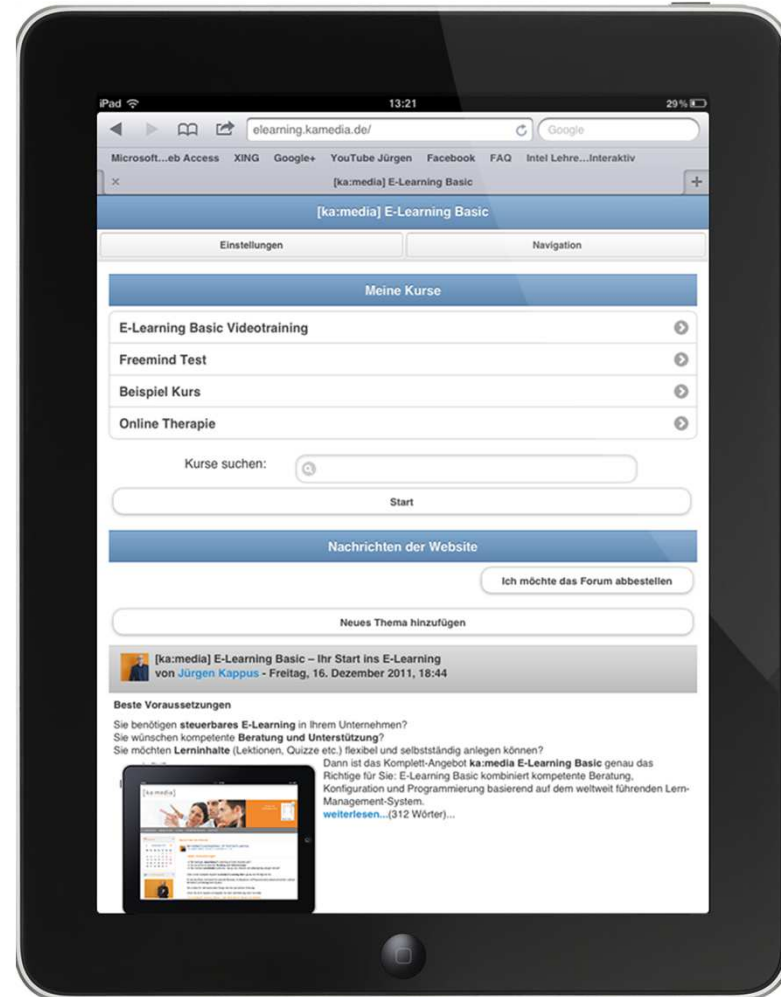 iPad 13:21 29 %
elearning.kamedia.de/ Google
Microsoft...eb Access XING Google+ YouTube Jürgen Facebook FAQ Intel Lehre...Interaktiv
[ka:media] E-Learning Basic
[ka:media] E-Learning Basic
Einstellungen Navigation
Meine Kurse
E-Learning Basic Videotraining
Freemind Test
Beispiel Kurs
Online Therapie
Kurse suchen:
Start
Nachrichten der Website
Ich möchte das Forum abbestellen
Neues Thema hinzufügen
[ka:media] E-Learning Basic – Ihr Start ins E-Learning
von Jürgen Kappus - Freitag, 16. Dezember 2011, 18:44
Beste Voraussetzungen
Sie benötigen steuerbares E-Learning in Ihrem Unternehmen?
Sie wünschen kompetente Beratung und Unterstützung?
Sie möchten Lerninhalte (Lektionen, Quizze etc.) flexibel und selbstständig anlegen können?
Dann ist das Komplett-Angebot ka:media E-Learning Basic genau das
Richtige für Sie: E-Learning Basic kombiniert kompetente Beratung,
Konfiguration und Programmierung basierend auf dem weltweit führenden Lern-
Management-System.
weiterlesen...(312 Wörter)...
[ka:media]